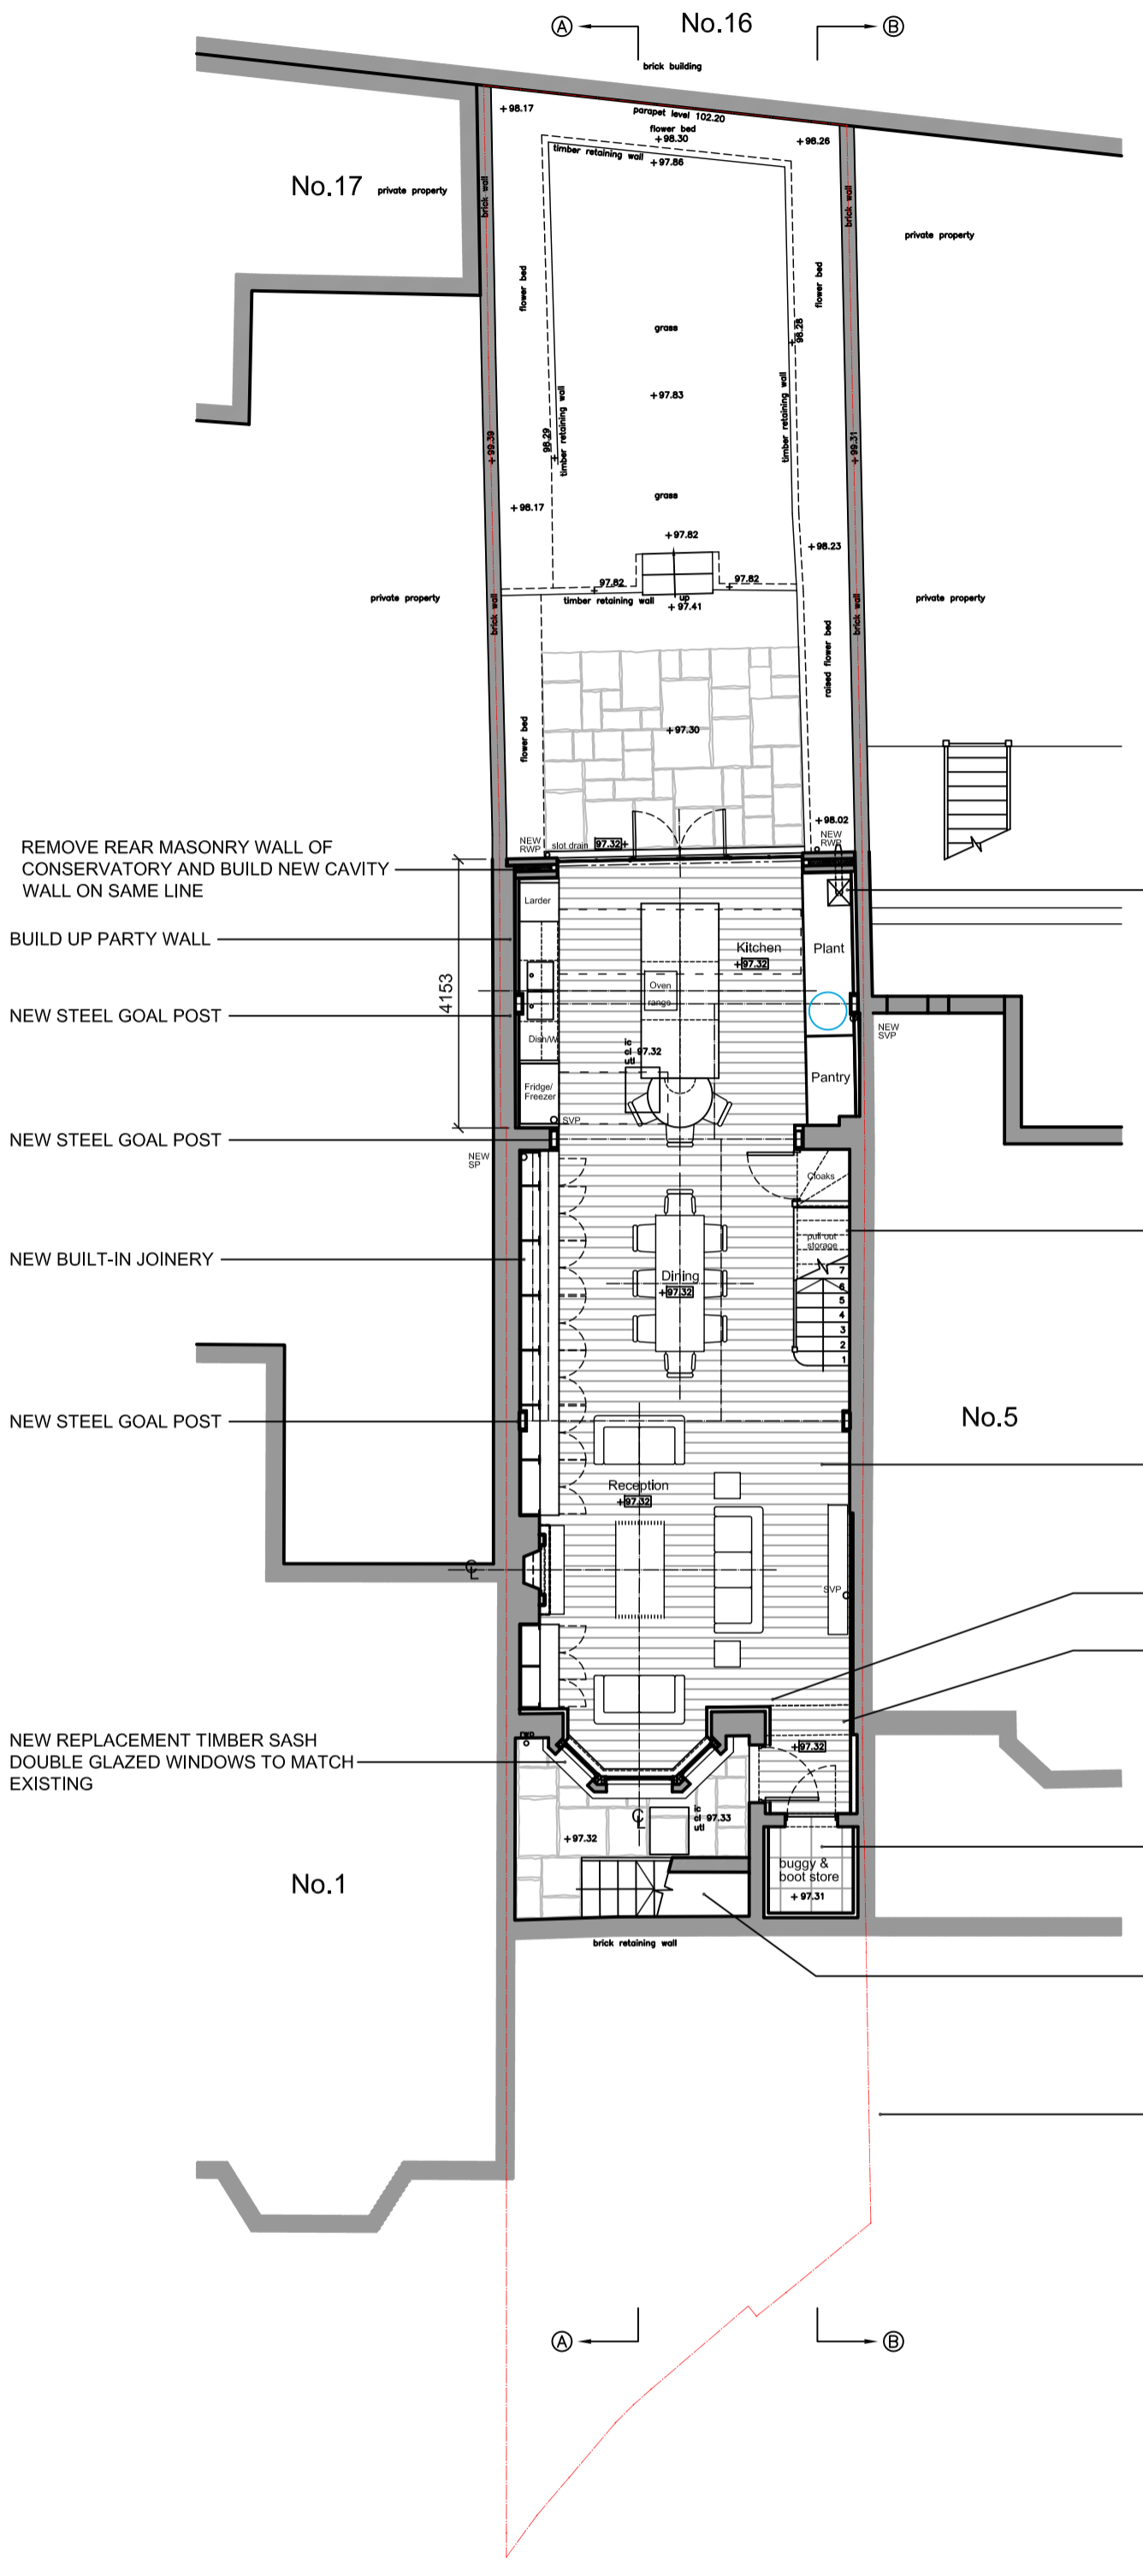 No.16
A
B
brick building
+98.17
parapet level 102.20
flower bed
+98.30
+98.26
timber retaining wall
+97.86
No.17
private property
brick wall
brick wall
private property
flower bed
flower bed
grass
98.28
+97.83
timber retaining wall
timber retaining wall
98.29
+99.39
+99.31
grass
+98.17
+97.82
+98.23
97.82
97.82
timber retaining wall
up
+97.41
private property
private property
brick wall
brick wall
raised flower bed
flower bed
+97.30
+98.02
NEW
RWP
slot drain
97.32+
NEW
RWP
REMOVE REAR MASONRY WALL OF
CONSERVATORY AND BUILD NEW CAVITY
WALL ON SAME LINE
Larder
BUILD UP PARTY WALL
Kitchen
+97.32
Plant
4153
Oven
range
NEW STEEL GOAL POST
Dish/W
ic
cl 97.32
utl
NEW
SVP
Fridge/
Freezer
Pantry
SVP
NEW STEEL GOAL POST
NEW
SP
Cloaks
NEW BUILT-IN JOINERY
pull out
storage
Dining
+97.32
7
6
5
4
3
2
1
NEW STEEL GOAL POST
No.5
Reception
+97.32
CL
SVP
NEW REPLACEMENT TIMBER SASH
DOUBLE GLAZED WINDOWS TO MATCH
EXISTING
rwp
+97.32
CL
ic
cl 97.33
utl
+97.32
buggy &
boot store
+97.31
No.1
brick retaining wall
A
B